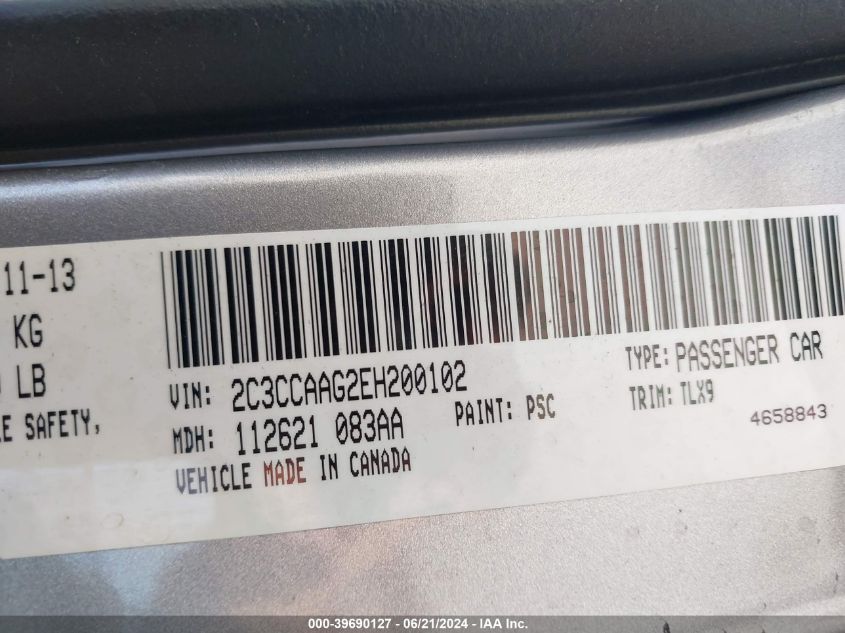 11-13
KG
LB
SAFETY,
VIN: 2C3CCAAG2EH200102
TYPE: PASSENGER CAR
MDH: 112621 083AA
PAINT: PSC
TRIM: TLX9
VEHICLE MADE IN CANADA
4658843
000-39690127 - 06/21/2024 - IAA Inc.